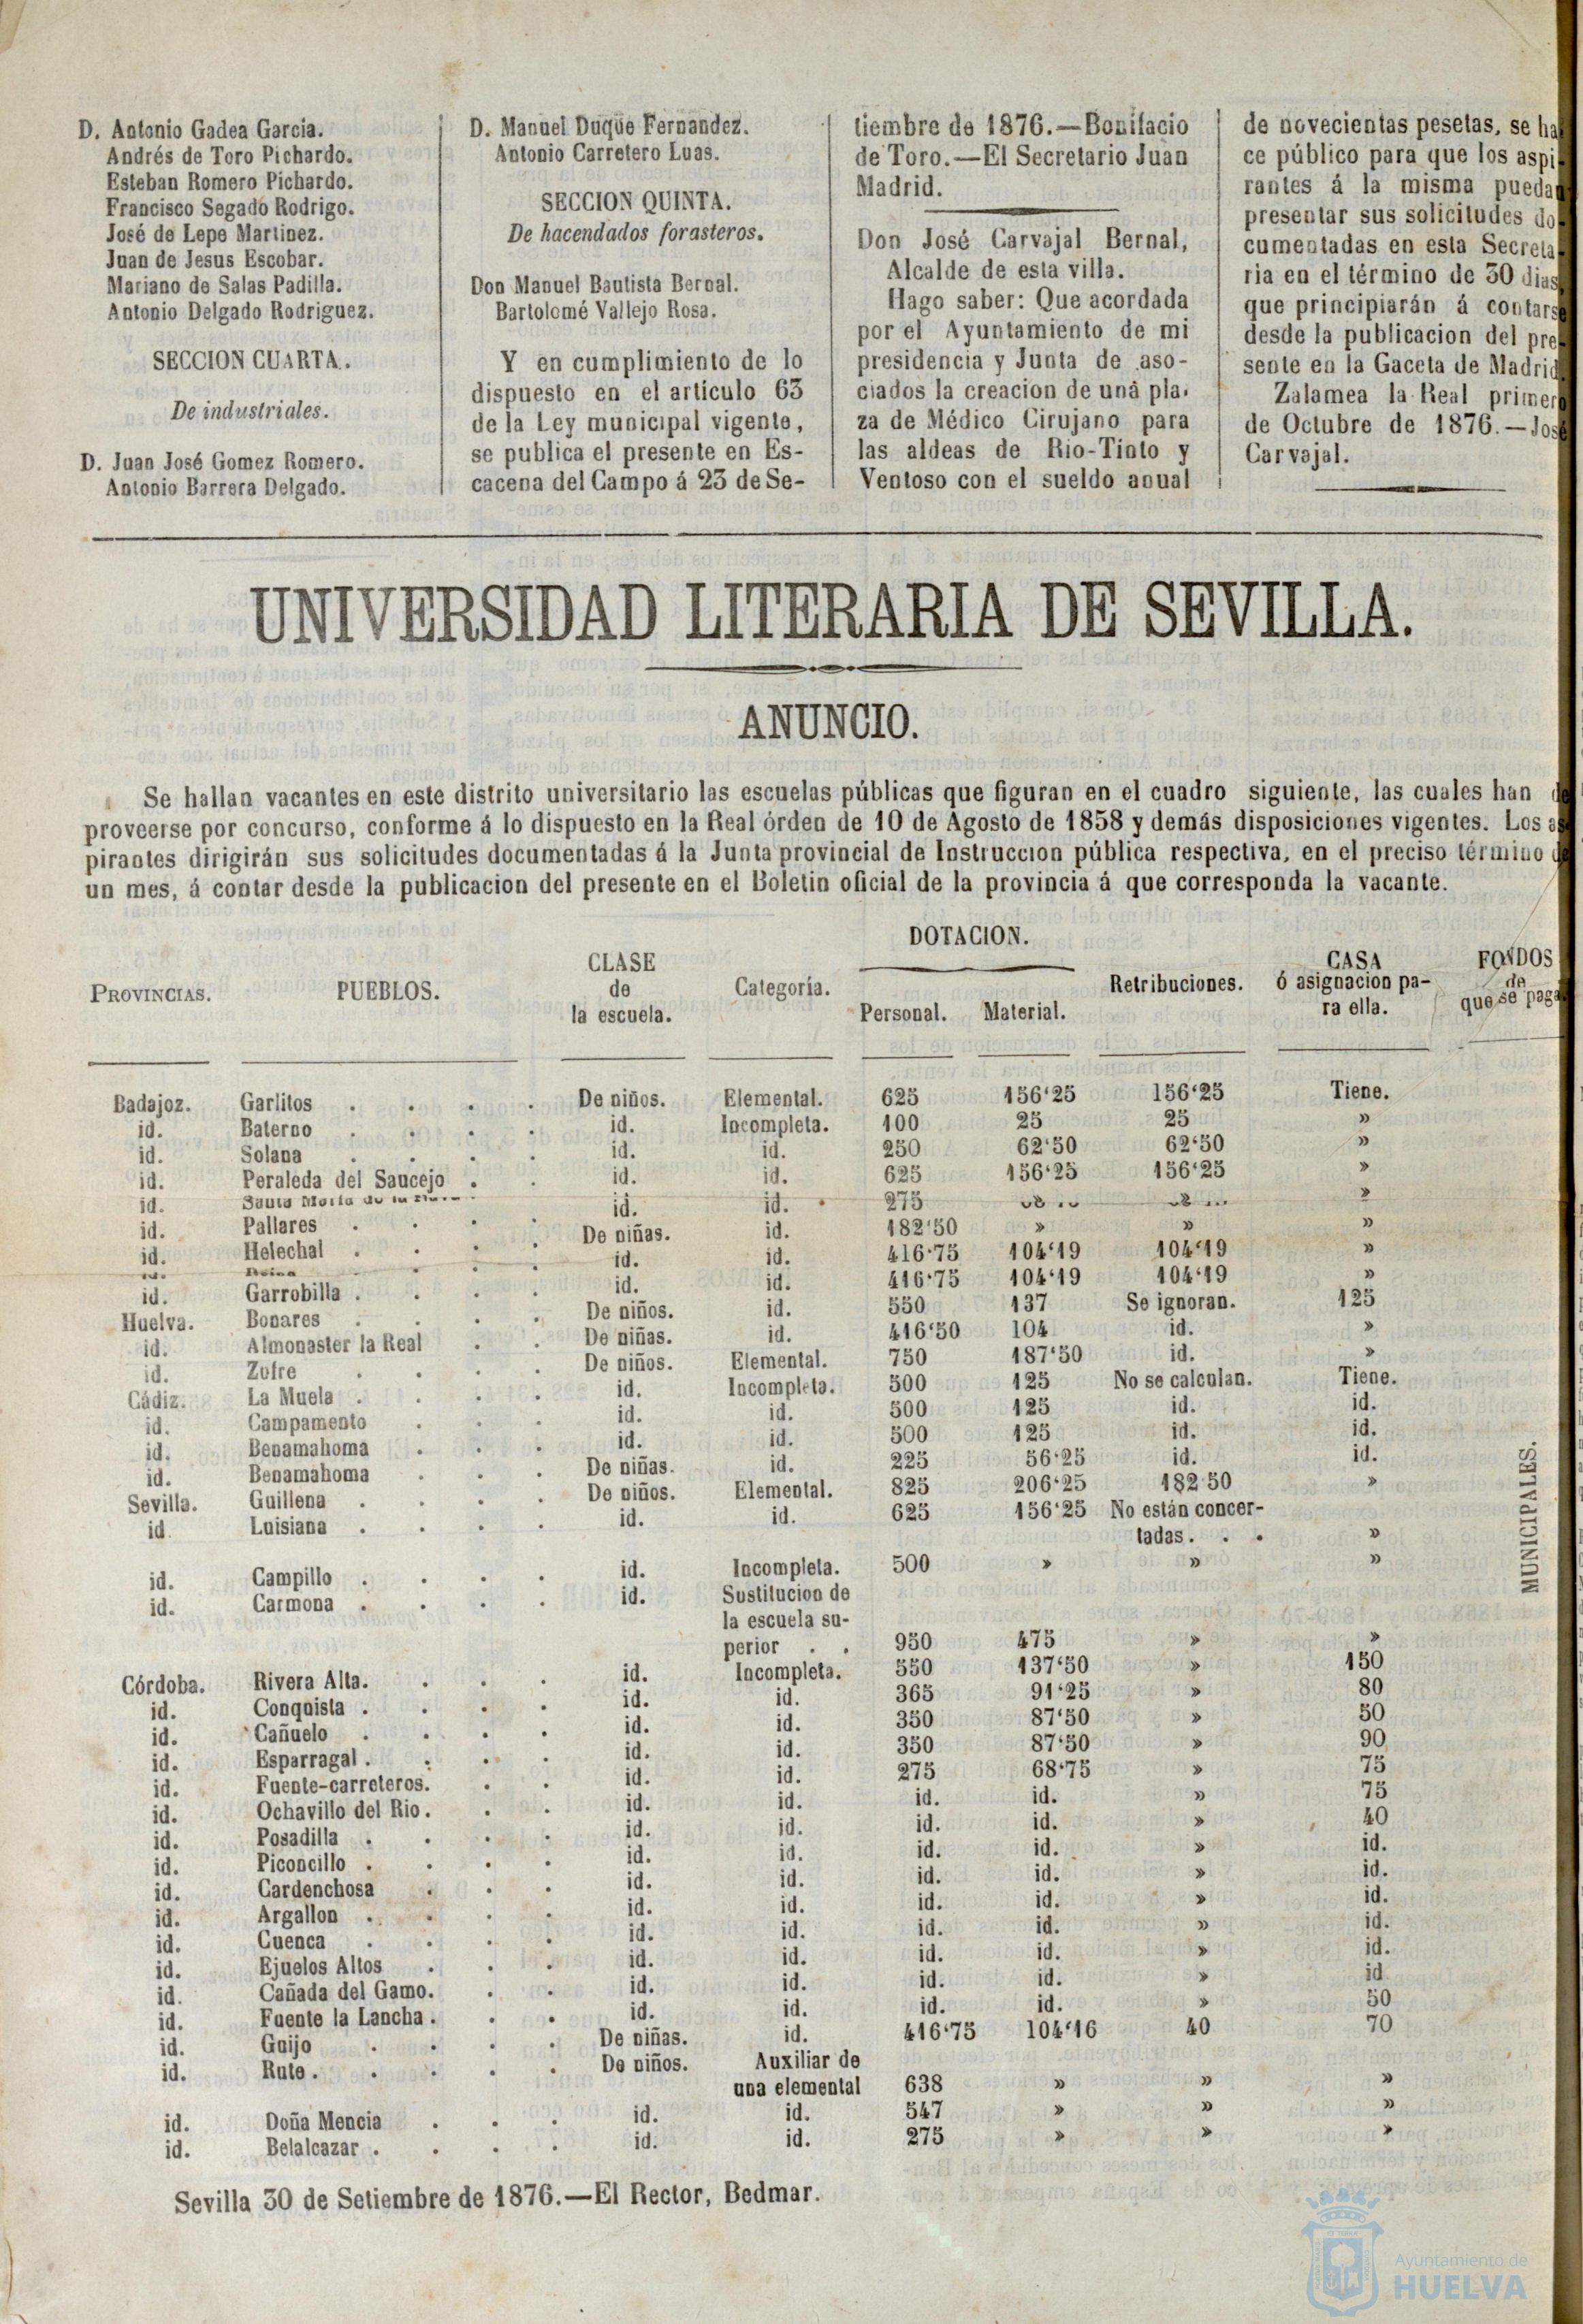 D. Antonio Gadea Garcia.
Andrés de Toro Pichardo.
Esteban Romero Pichardo.
Francisco Segado Rodrigo.
José de Lepe Martinez.
Juan de Jesus Escobar.
Mariano de Salas Padilla.
Antonio Delgado Rodriguez.
SECCION CUARTA.
De industriales.
D. Juan José Gomez Romero.
Antonio Barrera Delgado.
D. Manuel Duque Fernandez.
Antonio Carretero Luas.
SECCION QUINTA.
De hacendados forasteros.
Don Manuel Bautista Bernal.
Bartolomé Vallejo Rosa.
Y en cumplimiento de lo
dispuesto en el artículo 63
de la Ley municipal vigente,
se publica el presente en Es-
cacena del Campo á 23 de Se-
tiembre de 1876.—Bonifacio
de Toro.—El Secretario Juan
Madrid.
Don José Carvajal Bernal,
Alcalde de esta villa.
Hago saber: Que acordada
por el Ayuntamiento de mi
presidencia y Junta de aso-
ciados la creacion de una pla-
za de Médico Cirujano para
las aldeas de Rio-Tinto y
Ventoso con el sueldo anual
de novecientas pesetas, se ha-
ce público para que los aspi-
rantes á la misma puedan
presentar sus solicitudes do-
cumentadas en esta Secreta-
ria en el término de 30 dias,
que principiarán á contarse
desde la publicacion del pre-
sente en la Gaceta de Madrid.
Zalamea la Real primero
de Octubre de 1876.—José
Carvajal.
UNIVERSIDAD LITERARIA DE SEVILLA.
ANUNCIO.
Se hallan vacantes en este distrito universitario las escuelas públicas que figuran en el cuadro siguiente, las cuales han de
proveerse por concurso, conforme á lo dispuesto en la Real órden de 10 de Agosto de 1858 y demás disposiciones vigentes. Los as-
pirantes dirigirán sus solicitudes documentadas á la Junta provincial de Instruccion pública respectiva, en el preciso término de
un mes, á contar desde la publicacion del presente en el Boletin oficial de la provincia á que corresponda la vacante.
PROVINCIAS. PUEBLOS. CLASE de la escuela. Categoría. DOTACION. Personal. Material. Retribuciones. CASA ó asignacion pa- ra ella. FONDOS de que se paga
Badajoz. Garlitos . . . . De niños. Elemental. 625 156‘25 156‘25 Tiene.
id. Baterno . . . . id. Incompleta. 100 25 25 »
id. Solana . . . . id. id. 250 62‘50 62‘50 »
id. Peraleda del Saucejo . . id. id. 625 156‘25 156‘25 »
id. Santa María de la . id. id. 275 »
id. Pallares . . . . De niñas. id. 182‘50 » » »
id. Helechal . . . . id. id. 416‘75 104‘19 104‘19 »
id. Reina . . . . id. id. 416‘75 104‘19 104‘19 »
id. Garrobilla . . . . De niños. id. 550 137 Se ignoran. 125
Huelva. Bonares . . . . De niñas. id. 416‘50 104 id. »
id. Almonaster la Real . . De niños. Elemental. 750 187‘50 id. »
id. Zufre . . . . id. Incompleta. 500 125 No se calculan. Tiene.
Cádiz. La Muela . . . . id. id. 500 125 id. id.
id. Campamento . . . id. id. 500 125 id. id.
id. Benamahoma . . . De niñas. id. 225 56‘25 id. id.
id. Benamahoma . . . De niños. Elemental. 825 206‘25 182‘50 »
Sevilla. Guillena . . . . id. id. 625 156‘25 No están concer-
id. Luisiana . . . . tadas. . . »
id. Campillo . . . . id. Incompleta. 500 » » »
id. Carmona . . . . id. Sustitucion de
la escuela su-
perior . . 950 475 » »
Córdoba. Rivera Alta. . . . id. Incompleta. 550 137‘50 » 150
id. Conquista . . . . id. id. 365 91‘25 » 80
id. Cañuelo . . . . id. id. 350 87‘50 » 50
id. Esparragal . . . . id. id. 350 87‘50 » 90
id. Fuente-carreteros. . . id. id. 275 68‘75 » 75
id. Ochavillo del Rio . . . id. id. id. id. » 75
id. Posadilla . . . . id. id. id. id. » 40
id. Piconcillo . . . . id. id. id. id. » id.
id. Cardenchosa . . . id. id. id. id. » id.
id. Argallon . . . . id. id. id. id. » id.
id. Cuenca . . . . id. id. id. id. » id.
id. Ejuelos Altos . . . id. id. id. id. » id.
id. Cañada del Gamo. . . id. id. id. id. » id
id. Fuente la Lancha . . . id. id. id. id. » 50
id. Guijo . . . . De niñas. id. 416‘75 104‘16 40 70
id. Rute . . . . . De niños. Auxiliar de
una elemental 638 » » »
id. Doña Mencia . . . id. id. 547 » » »
id. Belalcazar . . . . id. id. 275 » » »
MUNICIPALES.
Sevilla 30 de Setiembre de 1876.—El Rector, Bedmar.
Ayuntamiento de
HUELVA